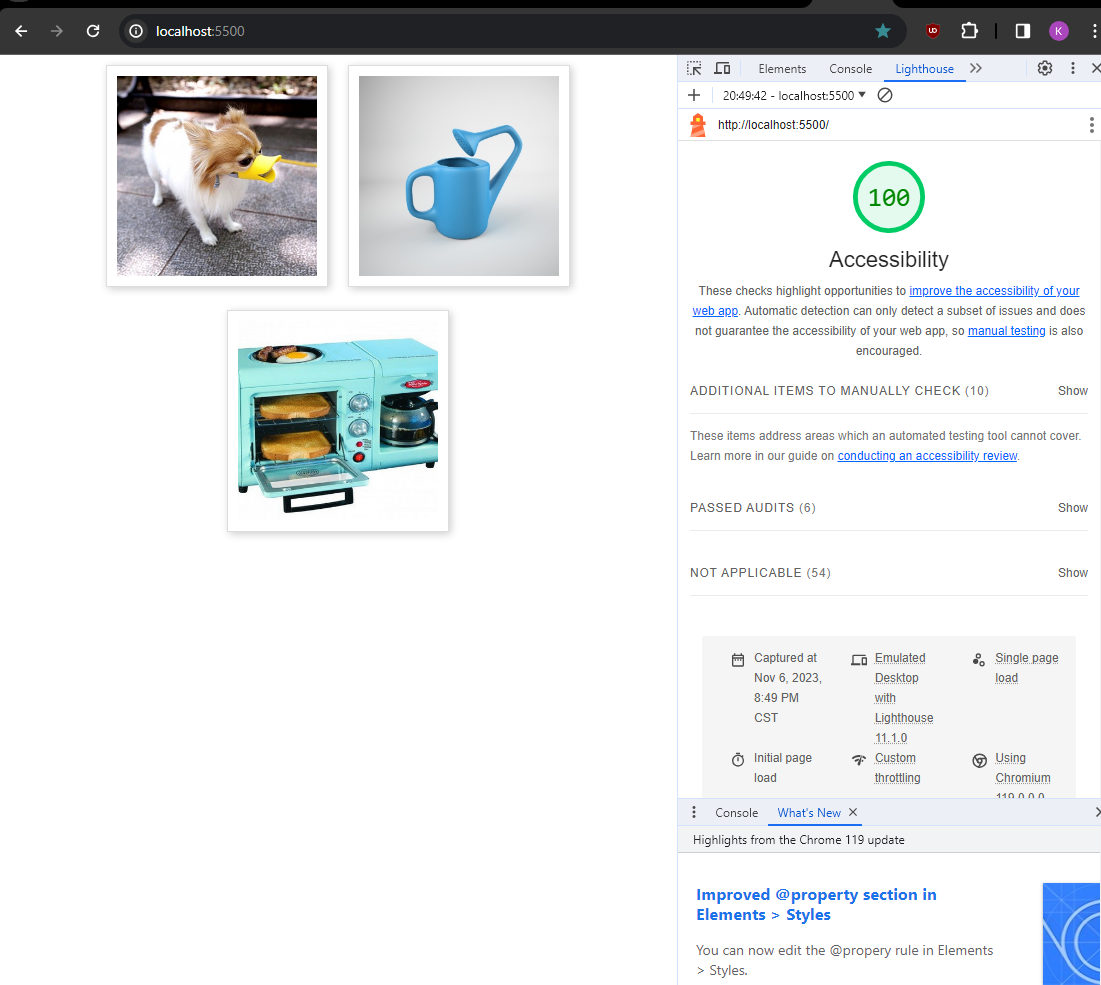 localhost:5500
UD
K
Elements
Console
Lighthouse
20:49:42 - localhost:5500
http://localhost:5500/
100
Accessibility
These checks highlight opportunities to improve the accessibility of your
web app. Automatic detection can only detect a subset of issues and does
not guarantee the accessibility of your web app, so manual testing is also
encouraged.
ADDITIONAL ITEMS TO MANUALLY CHECK (10)
Show
These items address areas which an automated testing tool cannot cover.
Learn more in our guide on conducting an accessibility review.
PASSED AUDITS (6)
Show
NOT APPLICABLE (54)
Show
Captured at
Nov 6, 2023,
8:49 PM
CST
Emulated
Desktop
with
Lighthouse
11.1.0
Single page
load
Initial page
load
Custom
throttling
Using
Chromium
119.0.0.0
Console
What's New
Highlights from the Chrome 119 update
Improved @property section in
Elements > Styles
You can now edit the @propery rule in Elements
> Styles.